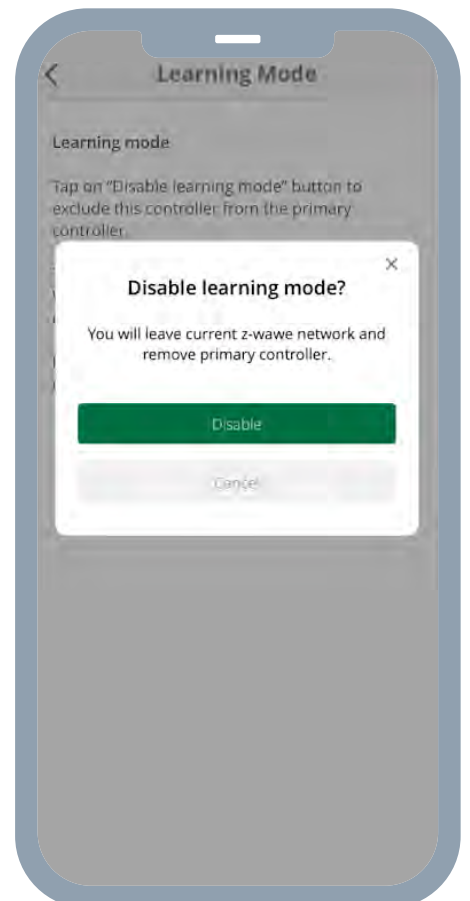 Learning Mode
Learning mode
Tap on "Disable learning mode" button to
exclude this controller from the primary
controller.
Disable learning mode?
You will leave current z-wawe network and
remove primary controller.
Disable
Cancel